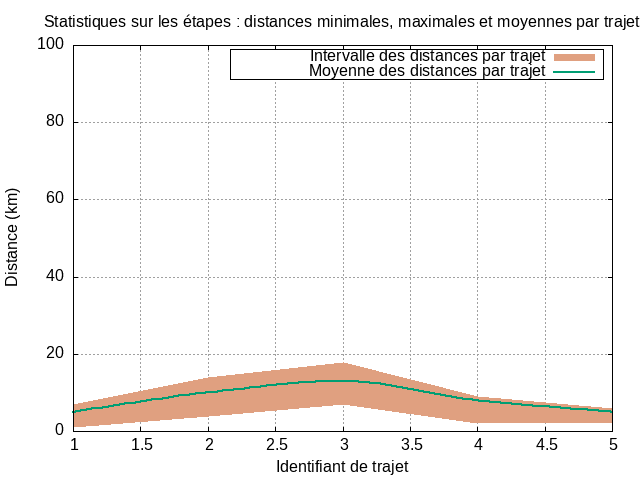 Statistiques sur les étapes : distances minimales, maximales et moyennes par trajet
100
Intervalle des distances par trajet
Moyenne des distances par trajet
80
60
Distance (km)
40
20
0
1 1.5 2 2.5 3 3.5 4 4.5 5
Identifiant de trajet